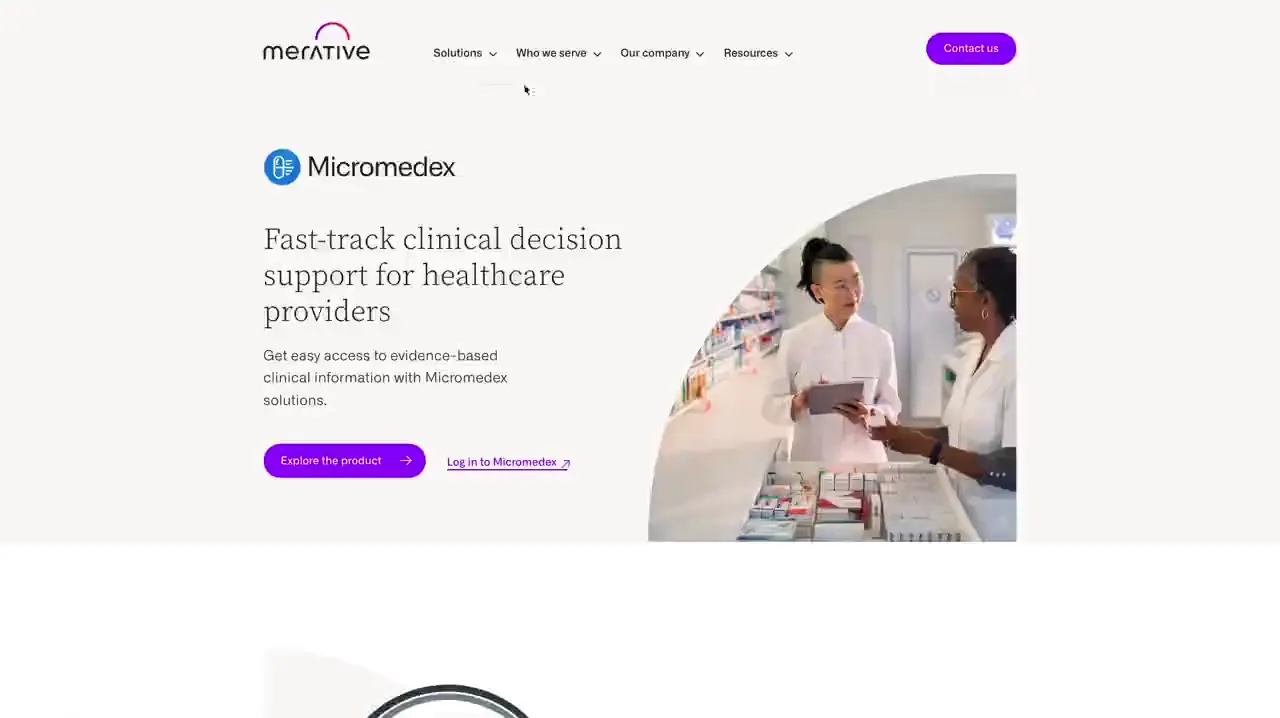 merative
Solutions Who we serve Our company Resources Contact us
Micromedex
Fast-track clinical decision
support for healthcare
providers
Get easy access to evidence-based
clinical information with Micromedex
solutions.
Explore the product → Log in to Micromedex ↗